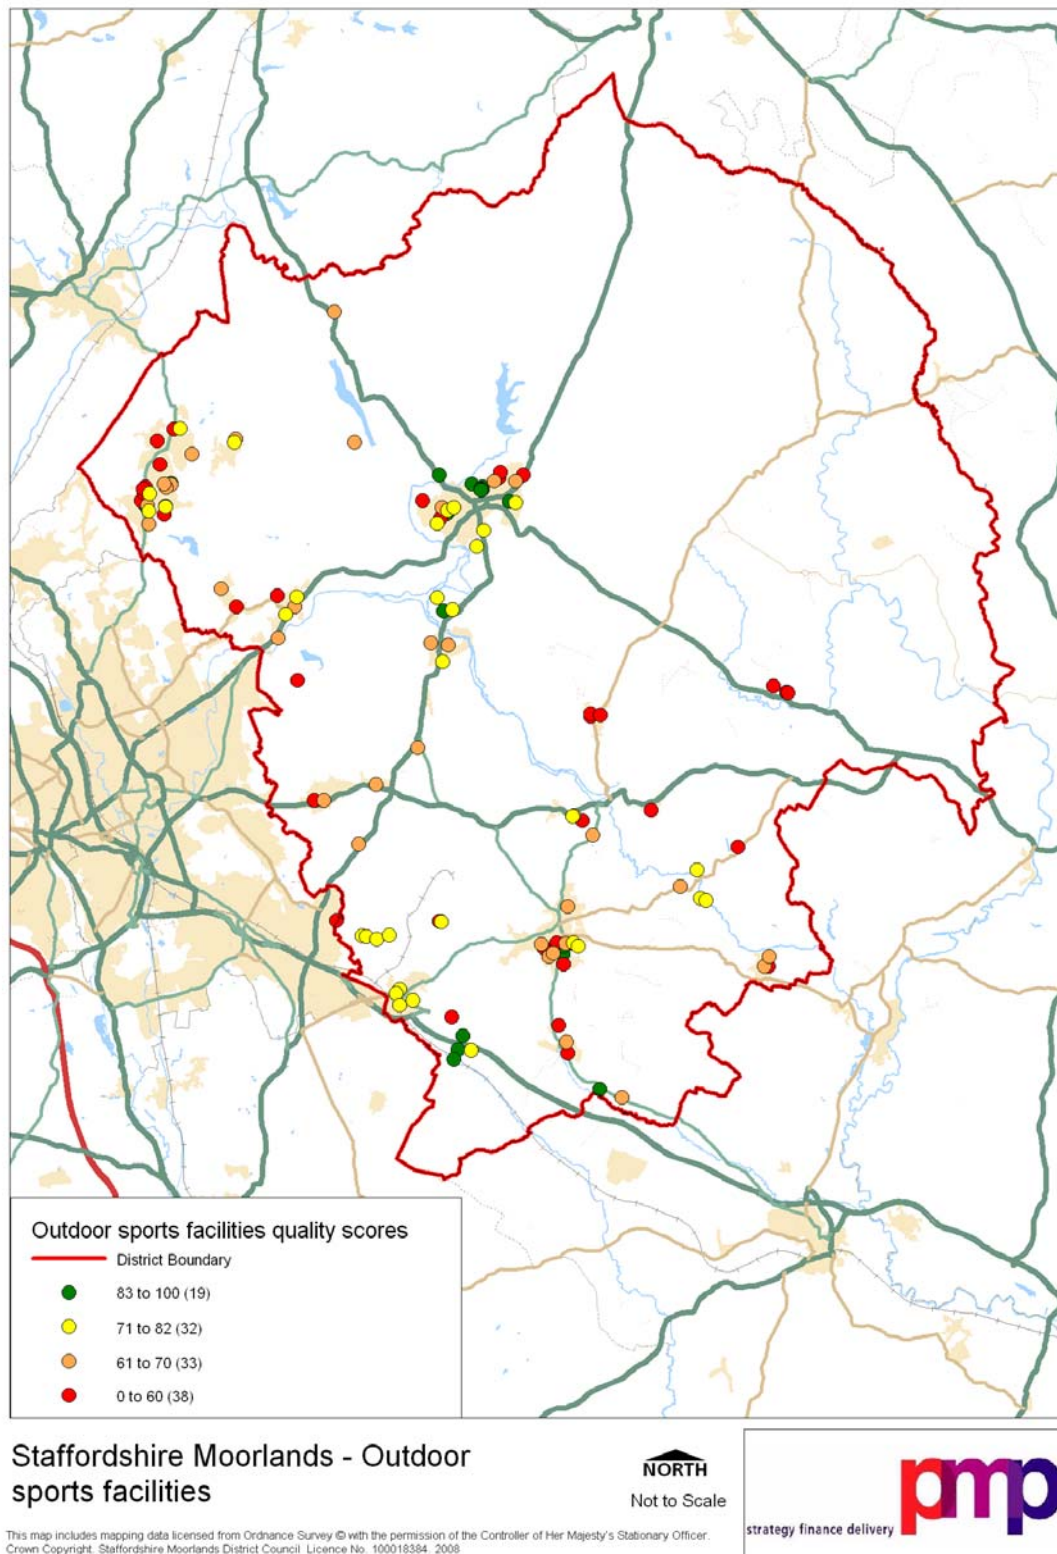 Outdoor sports facilities quality scores
District Boundary
83 to 100 (19)
71 to 82 (32)
61 to 70 (33)
0 to 60 (38)
Staffordshire Moorlands - Outdoor
sports facilities
NORTH
Not to Scale
strategy finance delivery
pmp
This map includes mapping data licensed from Ordnance Survey © with the permission of the Controller of Her Majesty's Stationary Officer.
Crown Copyright. Staffordshire Moorlands District Council Licence No. 100018384. 2008